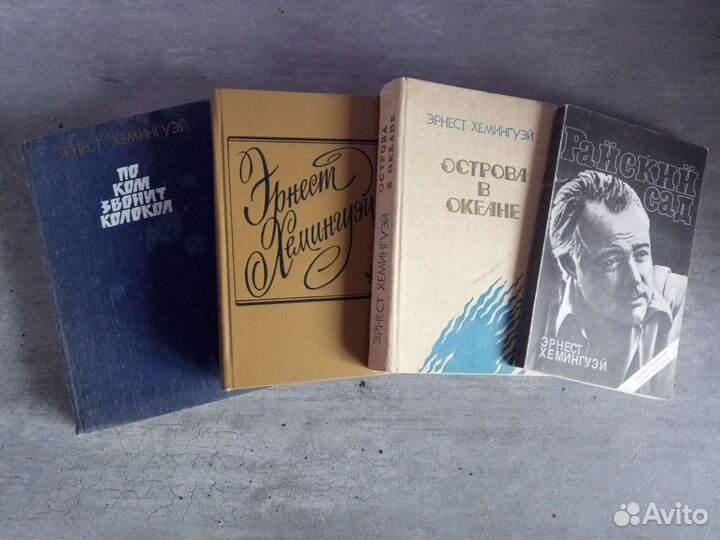 ЭРНЕСТ ХЕМИНГУЭЙ
ПО
КОМ
ЗВОНИТ
КОЛОКОЛ
Эрнест
Хемингуэй
ЭРНЕСТ ХЕМИНГУЭЙ
ОСТРОВА
В ОКЕАНЕ
ЭРНЕСТ ХЕМИНГУЭЙ
ОСТРОВА
В
ОКЕАНЕ
Райский
сад
ЭРНЕСТ
ХЕМИНГУЭЙ
Avito